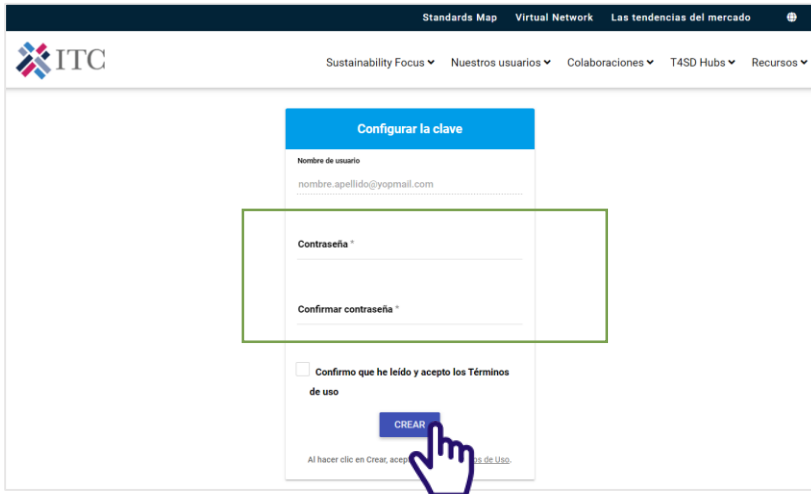 Standards Map Virtual Network Las tendencias del mercado
ITC
Sustainability Focus Nuestros usuarios Colaboraciones T4SD Hubs Recursos
Configurar la clave
Nombre de usuario
nombre.apellido@yopmail.com
Contraseña *
Confirmar contraseña *
Confirmo que he leído y acepto los Términos
de uso
CREAR
Al hacer clic en Crear, de Uso.